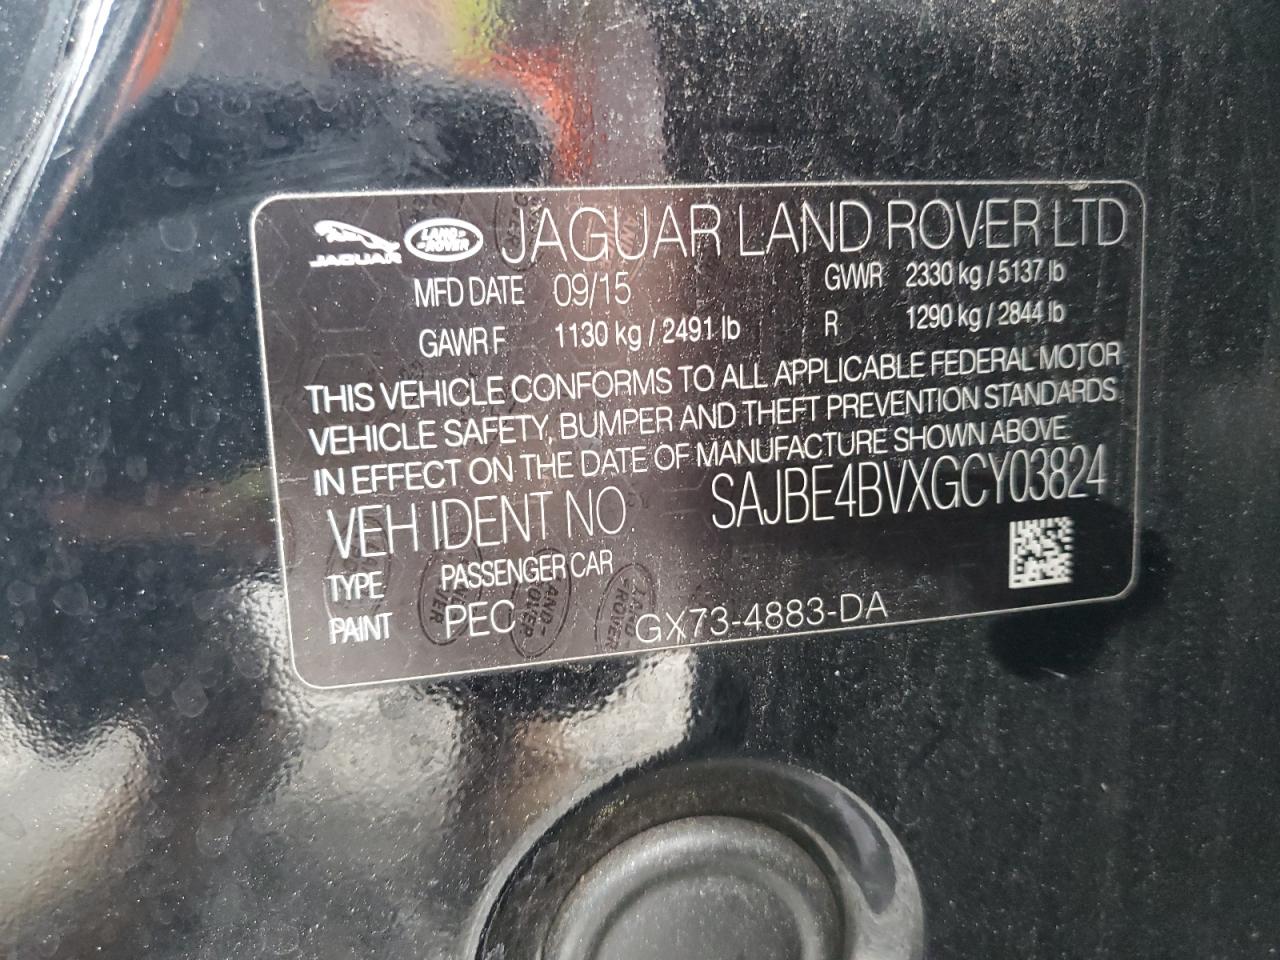 JAGUAR LAND ROVER JAGUAR LAND ROVER LTD
MFD DATE 09/15 GWWR 2330 kg / 5137 lb
GAWR F 1130 kg / 2491 lb R 1290 kg / 2844 lb
THIS VEHICLE CONFORMS TO ALL APPLICABLE FEDERAL MOTOR
VEHICLE SAFETY, BUMPER AND THEFT PREVENTION STANDARDS
IN EFFECT ON THE DATE OF MANUFACTURE SHOWN ABOVE
VEH IDENT NO. SAJBE4BVXGCY03824
TYPE PASSENGER CAR
PAINT PEC GX73-4883-DA